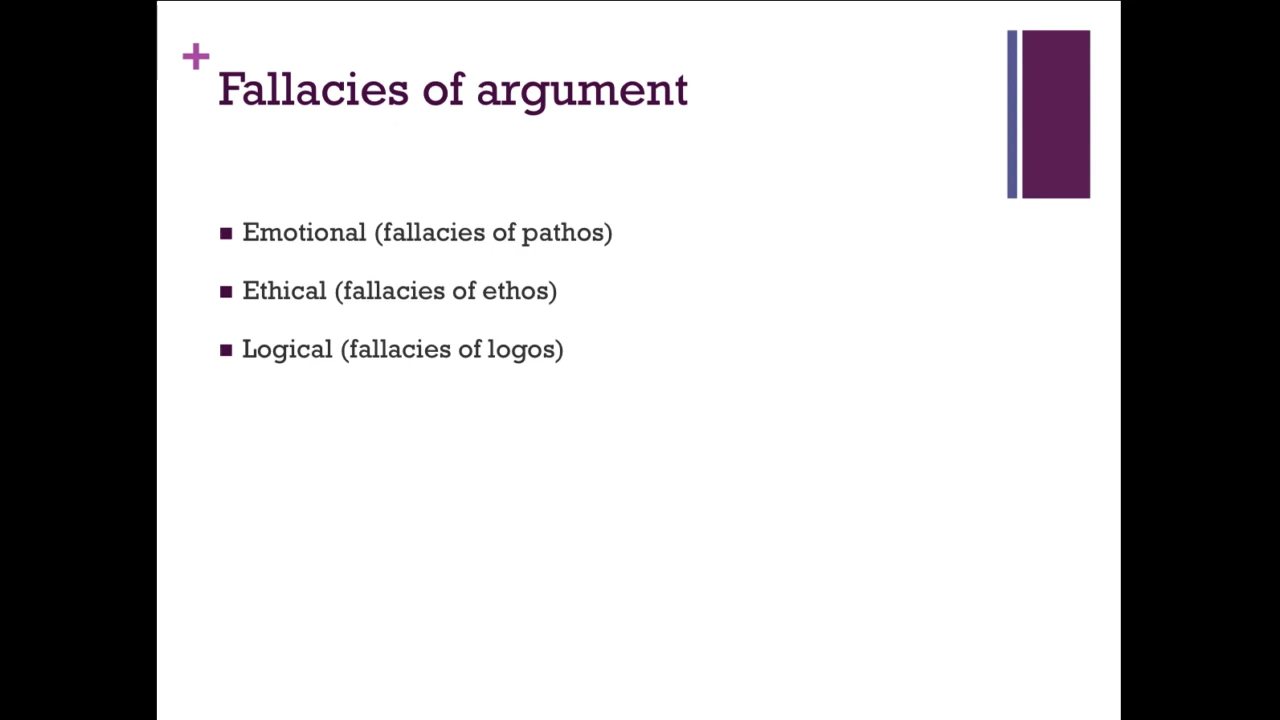 +
Fallacies of argument
■ Emotional (fallacies of pathos)
■ Ethical (fallacies of ethos)
■ Logical (fallacies of logos)